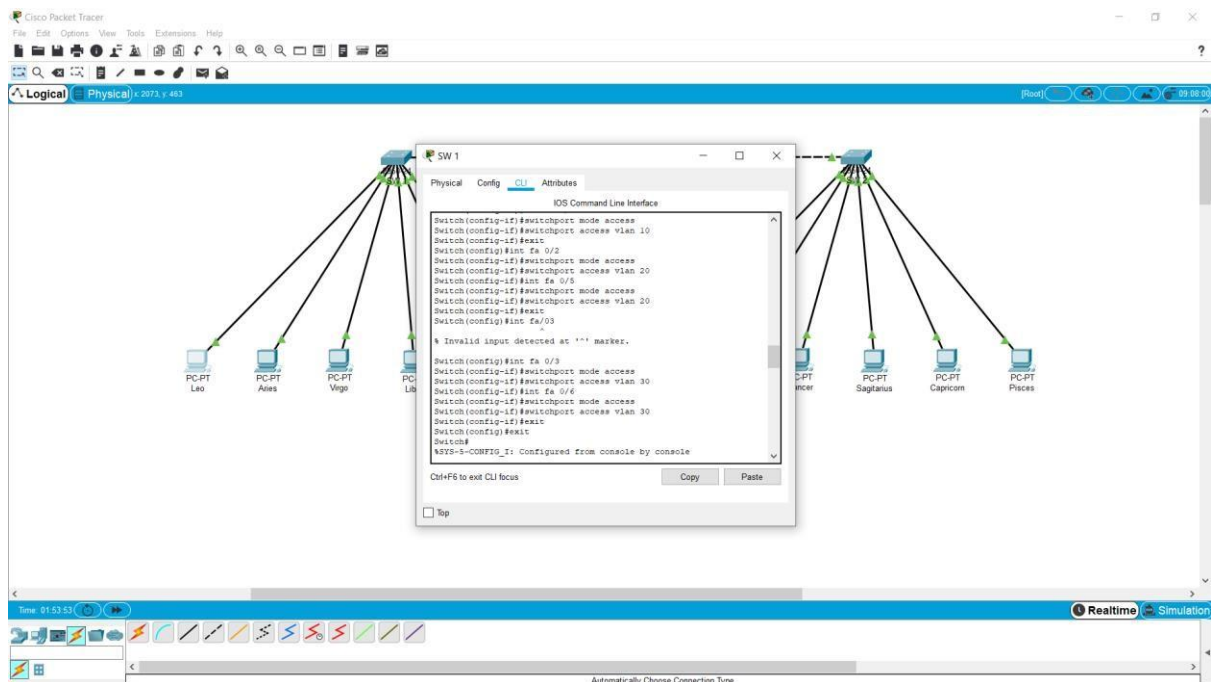 Cisco Packet Tracer
File Edit Options View Tools Extensions Help
?
Logical
Physical
x: 2073, y: 463
[Root]
09:08:00
SW 1
Physical Config CLI Attributes
IOS Command Line Interface
Switch(config-if)#switchport mode access
Switch(config-if)#switchport access vlan 10
Switch(config-if)#exit
Switch(config)#int fa 0/2
Switch(config-if)#switchport mode access
Switch(config-if)#switchport access vlan 20
Switch(config-if)#int fa 0/5
Switch(config-if)#switchport mode access
Switch(config-if)#switchport access vlan 20
Switch(config-if)#exit
Switch(config)#int fa/03
^
% Invalid input detected at '^' marker.
Switch(config)#int fa 0/3
Switch(config-if)#switchport mode access
Switch(config-if)#switchport access vlan 30
Switch(config-if)#int fa 0/6
Switch(config-if)#switchport mode access
Switch(config-if)#switchport access vlan 30
Switch(config-if)#exit
Switch(config)#exit
Switch#
%SYS-5-CONFIG_I: Configured from console by console
Ctrl+F6 to exit CLI focus
Copy
Paste
Top
PC-PT
Leo
PC-PT
Aries
PC-PT
Virgo
PC-
Lib
C-PT
ncer
PC-PT
Sagitarius
PC-PT
Capricorn
PC-PT
Pisces
Time: 01:53:53
Realtime
Simulation
Automatically Choose Connection Type